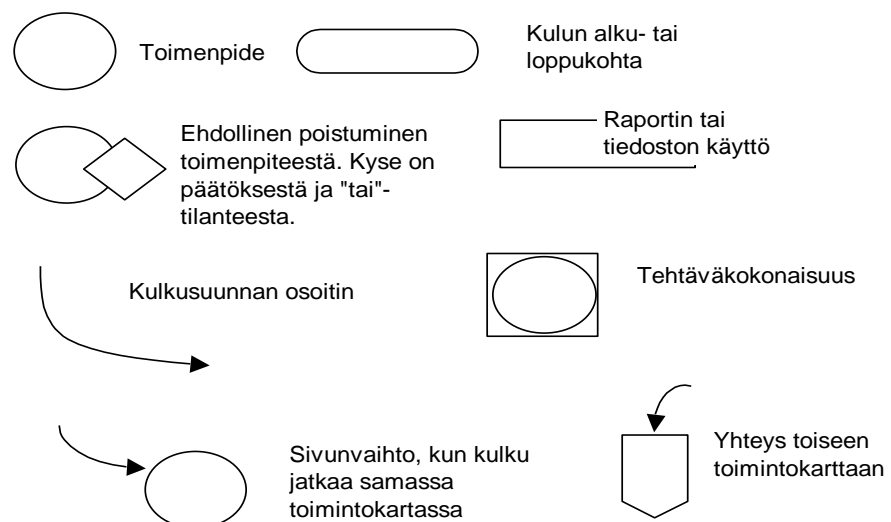 Toimenpide
Kulun alku- tai
loppukohta
Ehdollinen poistuminen
toimenpiteestä. Kyse on
päätöksestä ja "tai"-
tilanteesta.
Raportin tai
tiedoston käyttö
Kulkusuunnan osoitin
Tehtäväkokonaisuus
Sivunvaihto, kun kulku
jatkaa samassa
toimintokartassa
Yhteys toiseen
toimintokarttaan